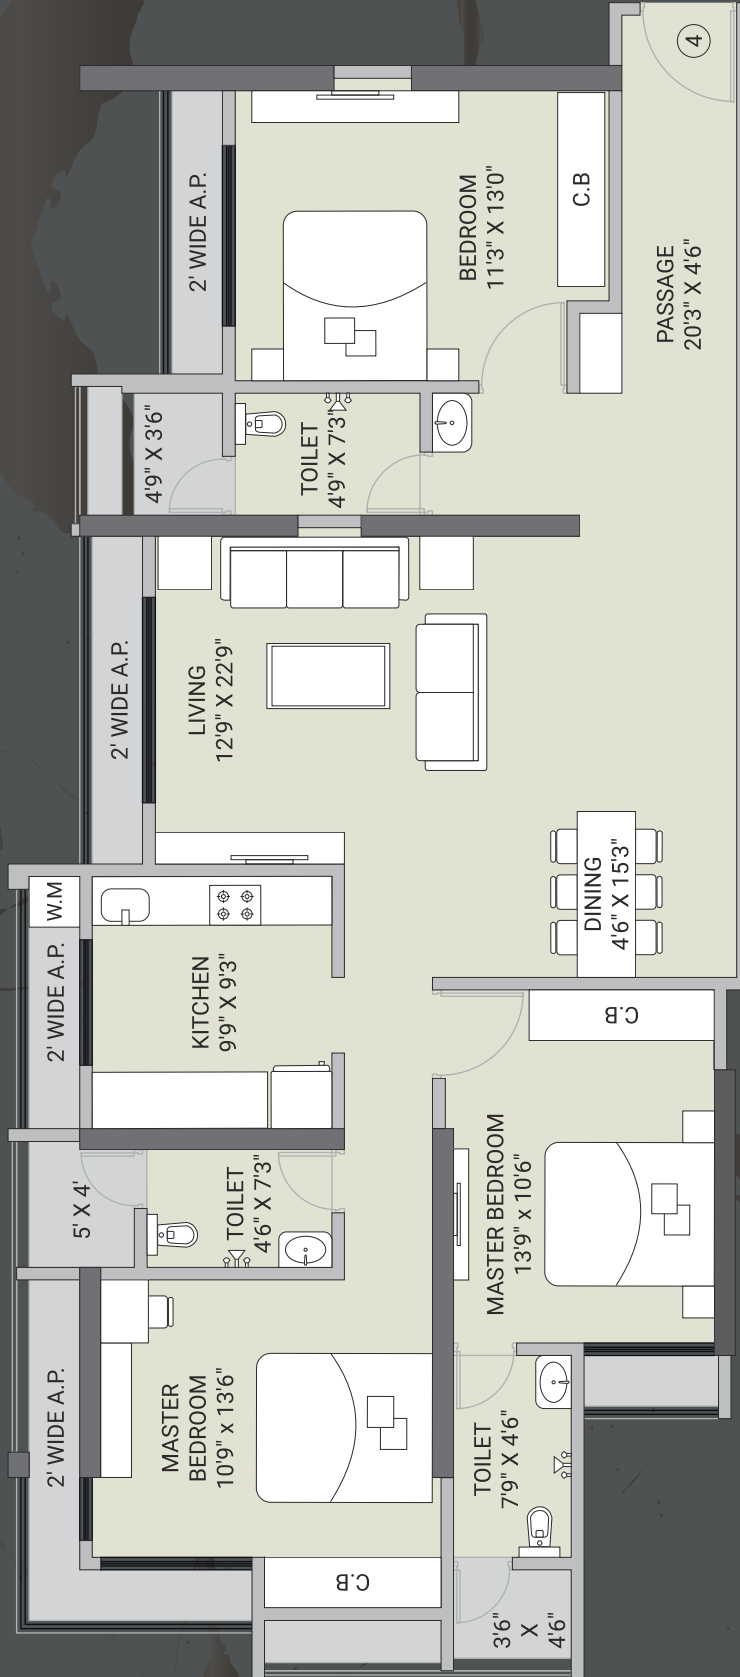 4
2' WIDE A.P.
BEDROOM
11'3" X 13'0"
C.B
PASSAGE
20'3" X 4'6"
4'9" X 3'6"
TOILET
4'9" X 7'3"
2' WIDE A.P.
LIVING
12'9" X 22'9"
DINING
4'6" X 15'3"
W.M
2' WIDE A.P.
KITCHEN
9'9" X 9'3"
C.B
5' X 4'
TOILET
4'6" X 7'3"
MASTER BEDROOM
13'9" x 10'6"
2' WIDE A.P.
MASTER
BEDROOM
10'9" x 13'6"
TOILET
7'9" X 4'6"
C.B
3'6"
X
4'6"